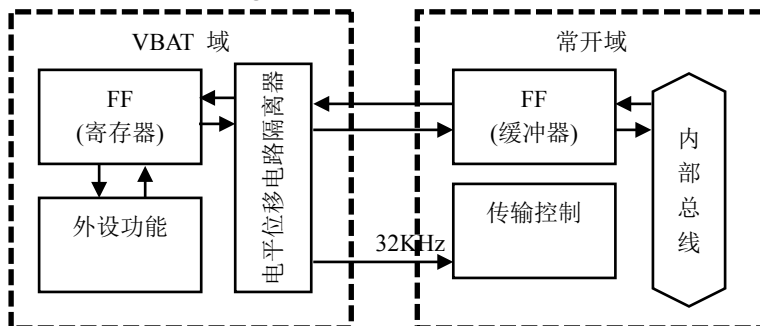 VBAT 域
常开域
FF
(寄存器)
外设功能
电平位移电路隔离器
32KHz
FF
(缓冲器)
传输控制
内部总线